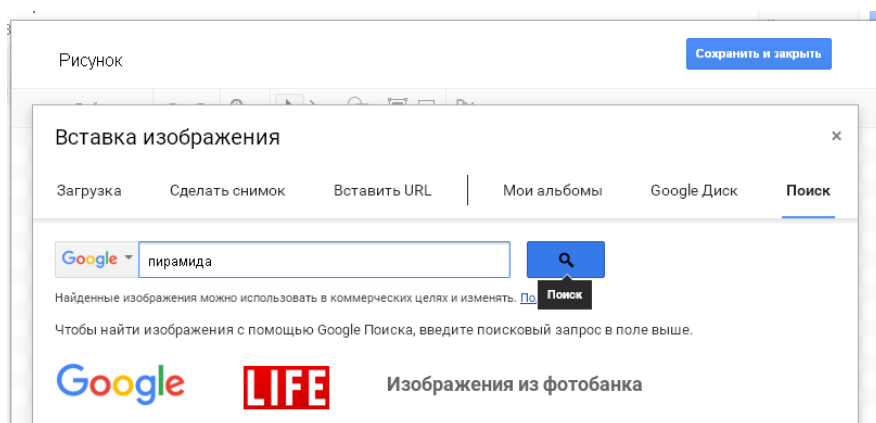 Рисунок
Сохранить и закрыть
Вставка изображения
×
Загрузка Сделать снимок Вставить URL Мои альбомы Google Диск Поиск
Google пирамида
Найденные изображения можно использовать в коммерческих целях и изменять.
Поиск
Чтобы найти изображения с помощью Google Поиска, введите поисковый запрос в поле выше.
Google LIFE Изображения из фотобанка